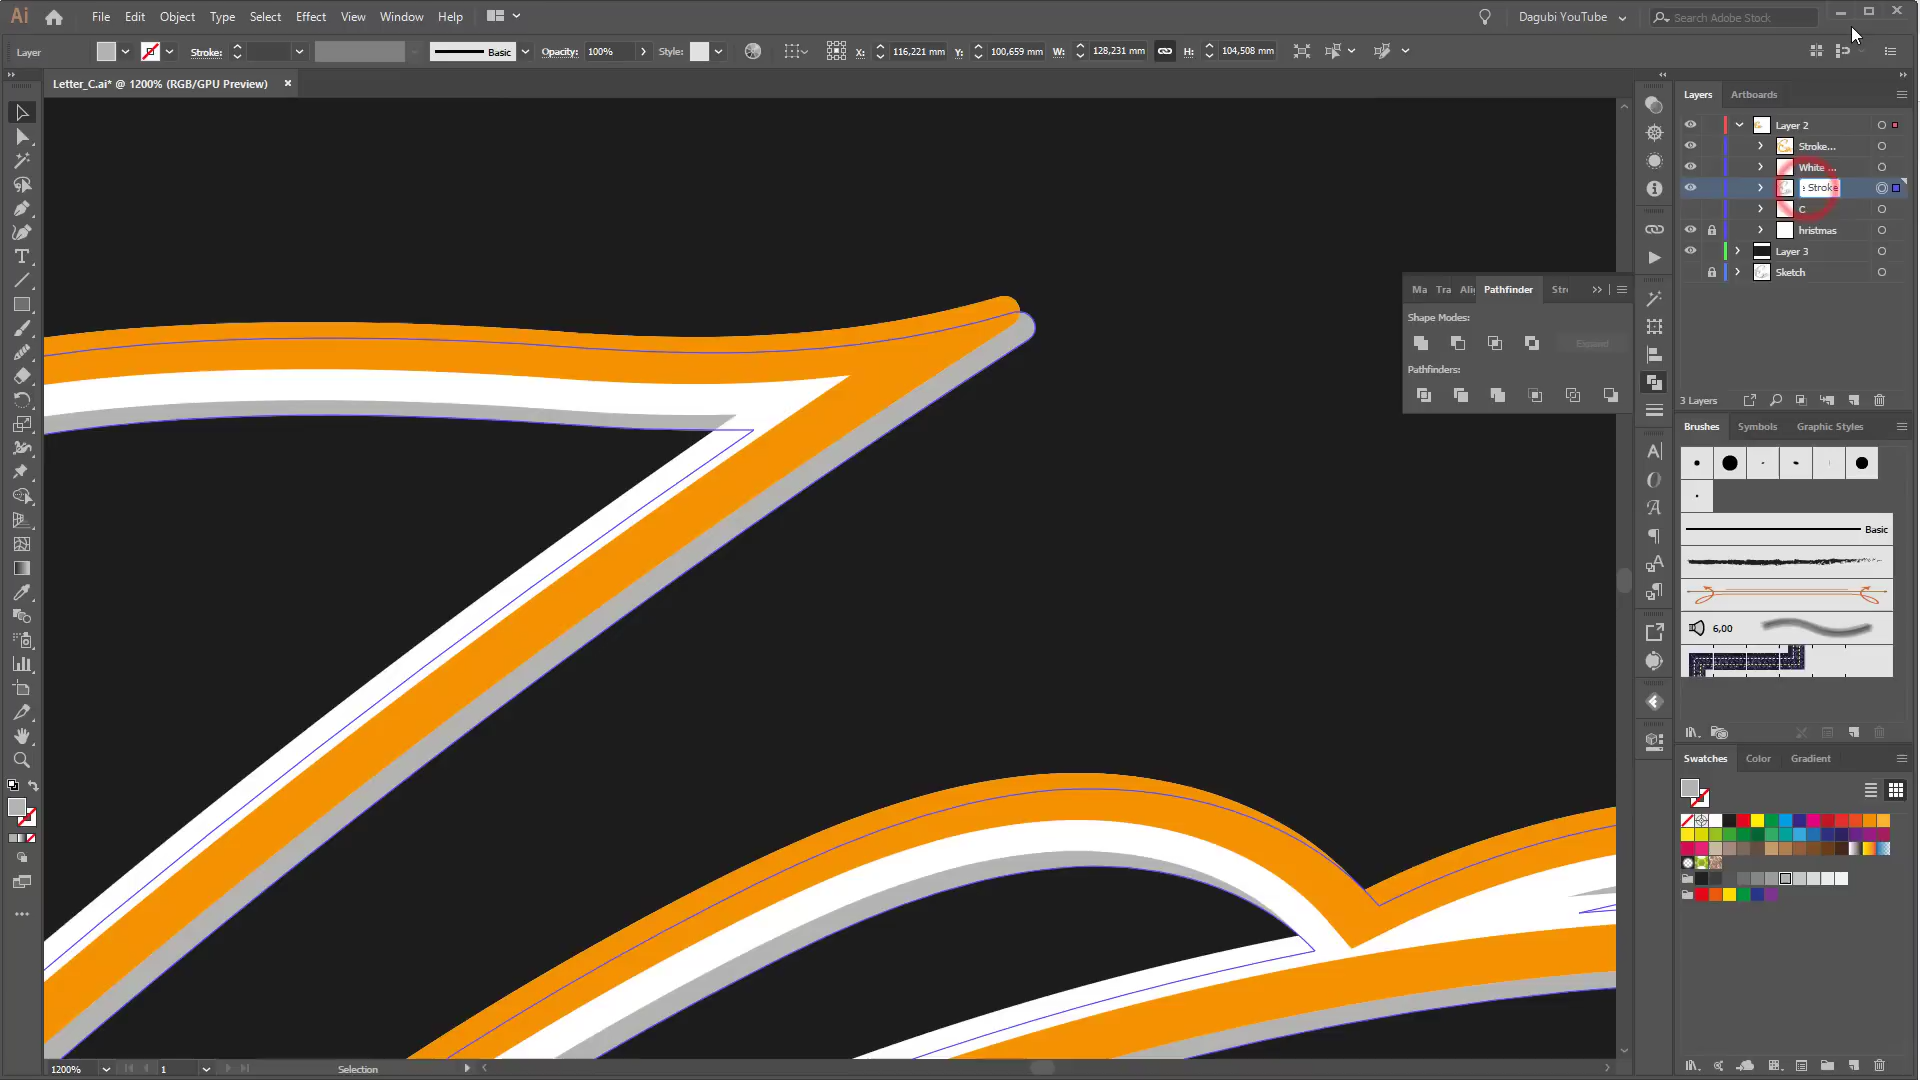 Ai File Edit Object Type Select Effect View Window Help Dagubi YouTube Search Adobe Stock
Layer Stroke: Basic Opacity: 100% Style: X: 116,221 mm Y: 100,659 mm W: 128,231 mm H: 104,508 mm
Letter_C.ai* @ 1200% (RGB/GPU Preview)
Layers Artboards
Layer 2
Stroke...
White ...
e Stroke
C
hristmas
Layer 3
Sketch
3 Layers
Ma Tra Ali Pathfinder Str
Shape Modes:
Expand
Pathfinders:
Brushes Symbols Graphic Styles
Basic
6,00
Swatches Color Gradient
1200% 1 Selection